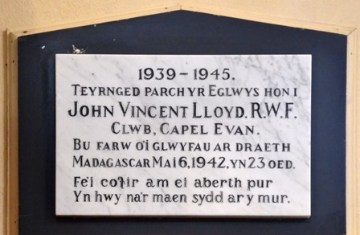 1939-1945.
TEYRNGED PARCH YR EGLWYS HON I
JOHN VINCENT LLOYD. R.W.F.
CLWB, CAPEL EVAN.
BU FARW O'I GLWYFAU AR DRAETH
MADAGASCAR MAI 6, 1942, YN 23 OED.
Fe'i cofir am ei aberth pur
Yn hwy na'r maen sydd ar y mur.